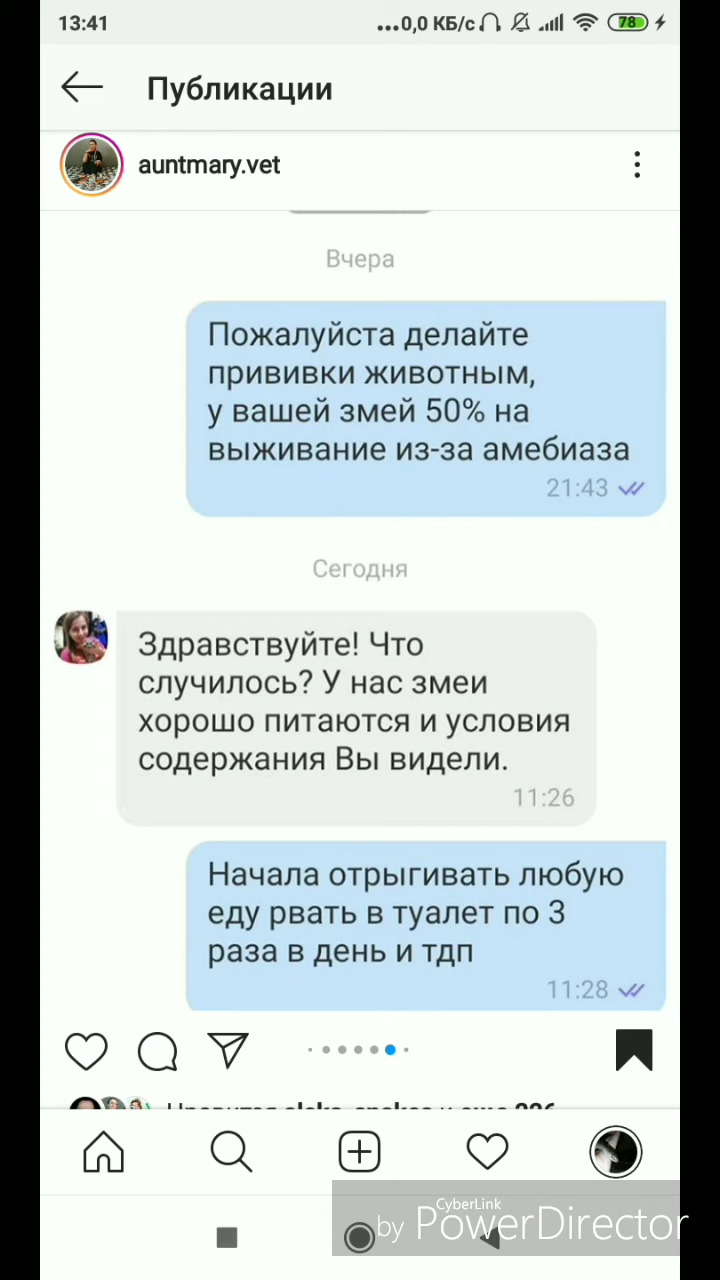 13:41
...0,0 КБ/с
78
Публикации
auntmary.vet
Вчера
Пожалуйста делайте
прививки животным,
у вашей змей 50% на
выживание из-за амебиаза
21:43
Сегодня
Здравствуйте! Что
случилось? У нас змеи
хорошо питаются и условия
содержания Вы видели.
11:26
Начала отрыгивать любую
еду рвать в туалет по 3
раза в день и тдп
11:28
CyberLink
by PowerDirector